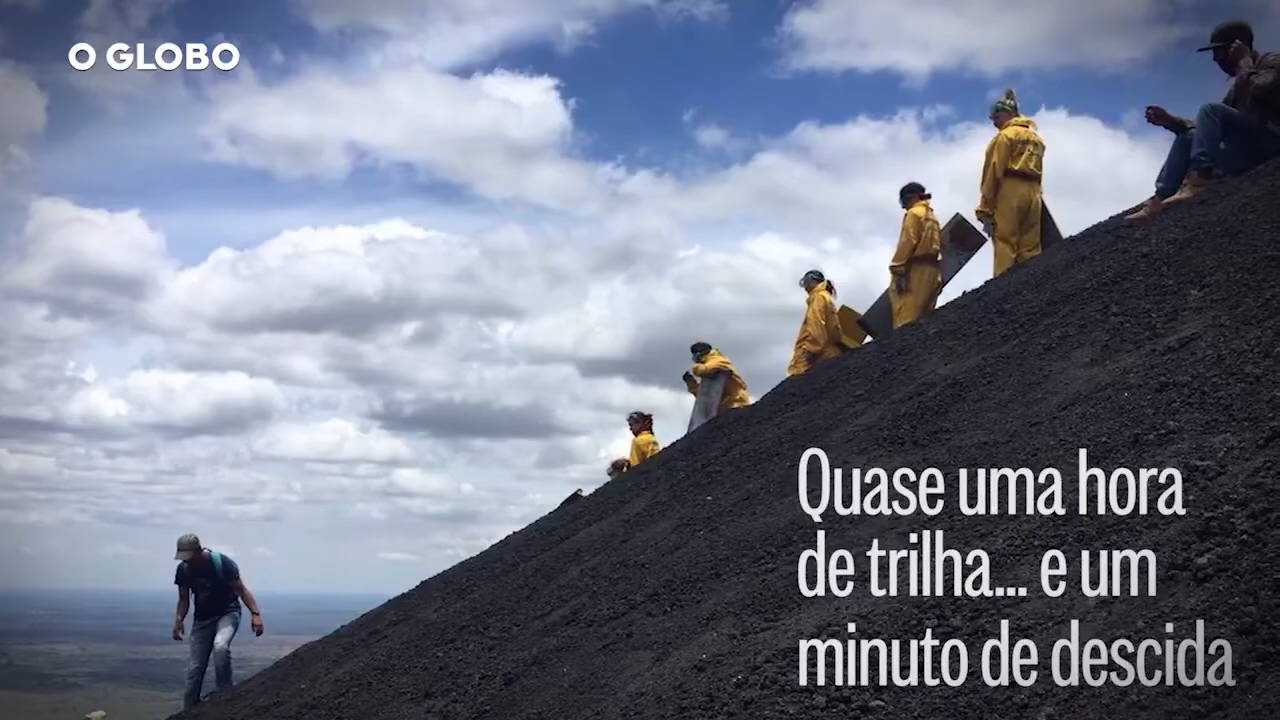 O GLOBO
Quase uma hora
de trilha... e um
minuto de descida